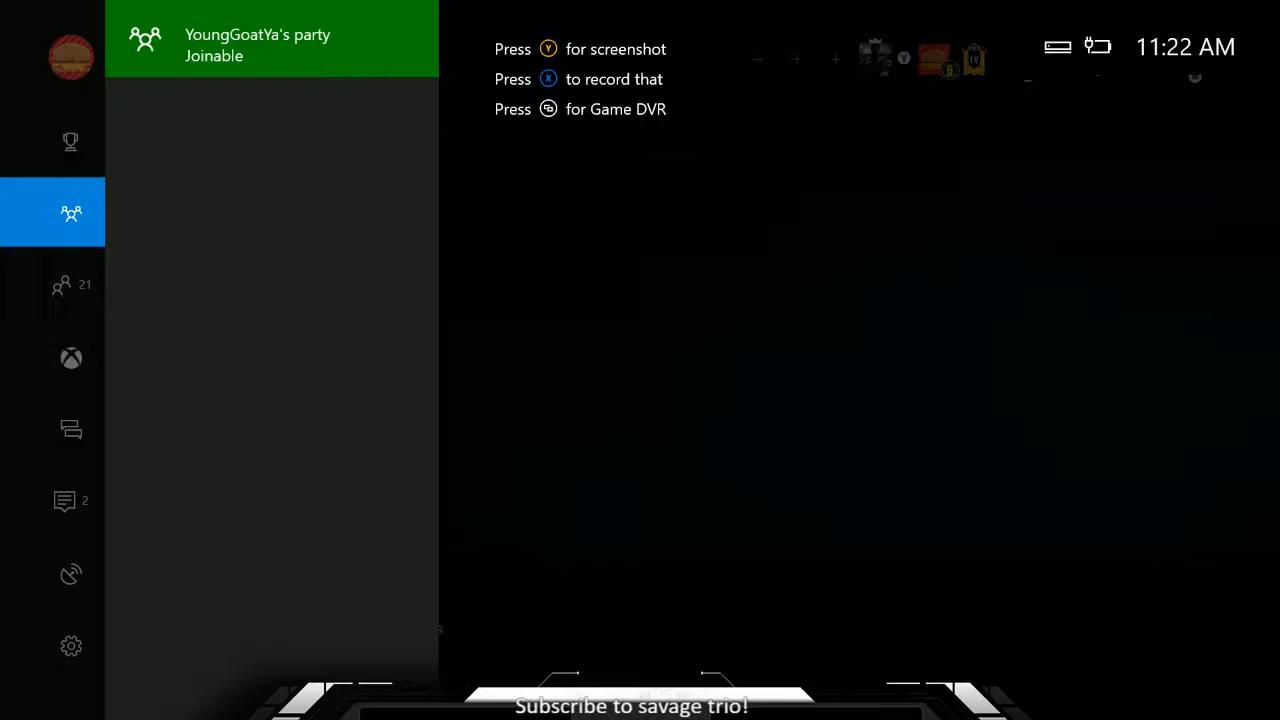 YoungGoatYa's party
Joinable
Press Y for screenshot
Press X to record that
Press for Game DVR
11:22 AM
Y
IV
21
2
Subscribe to savage trio!